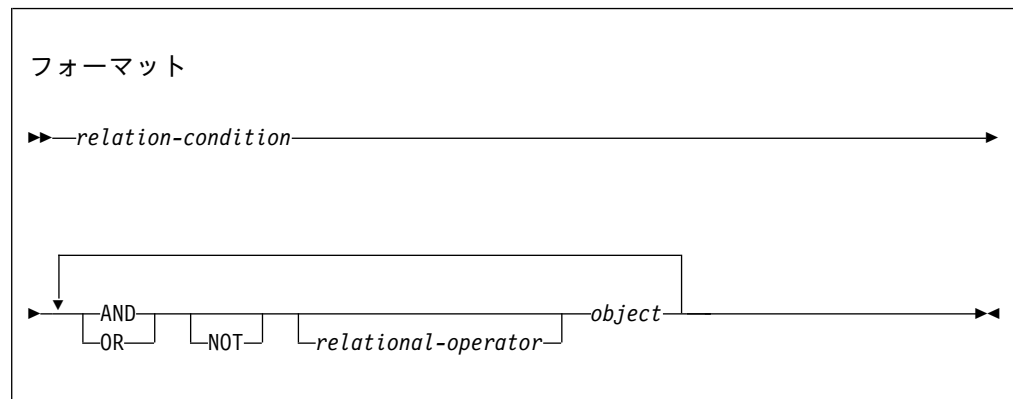 フォーマット
relation-condition
AND object
OR NOT relational-operator